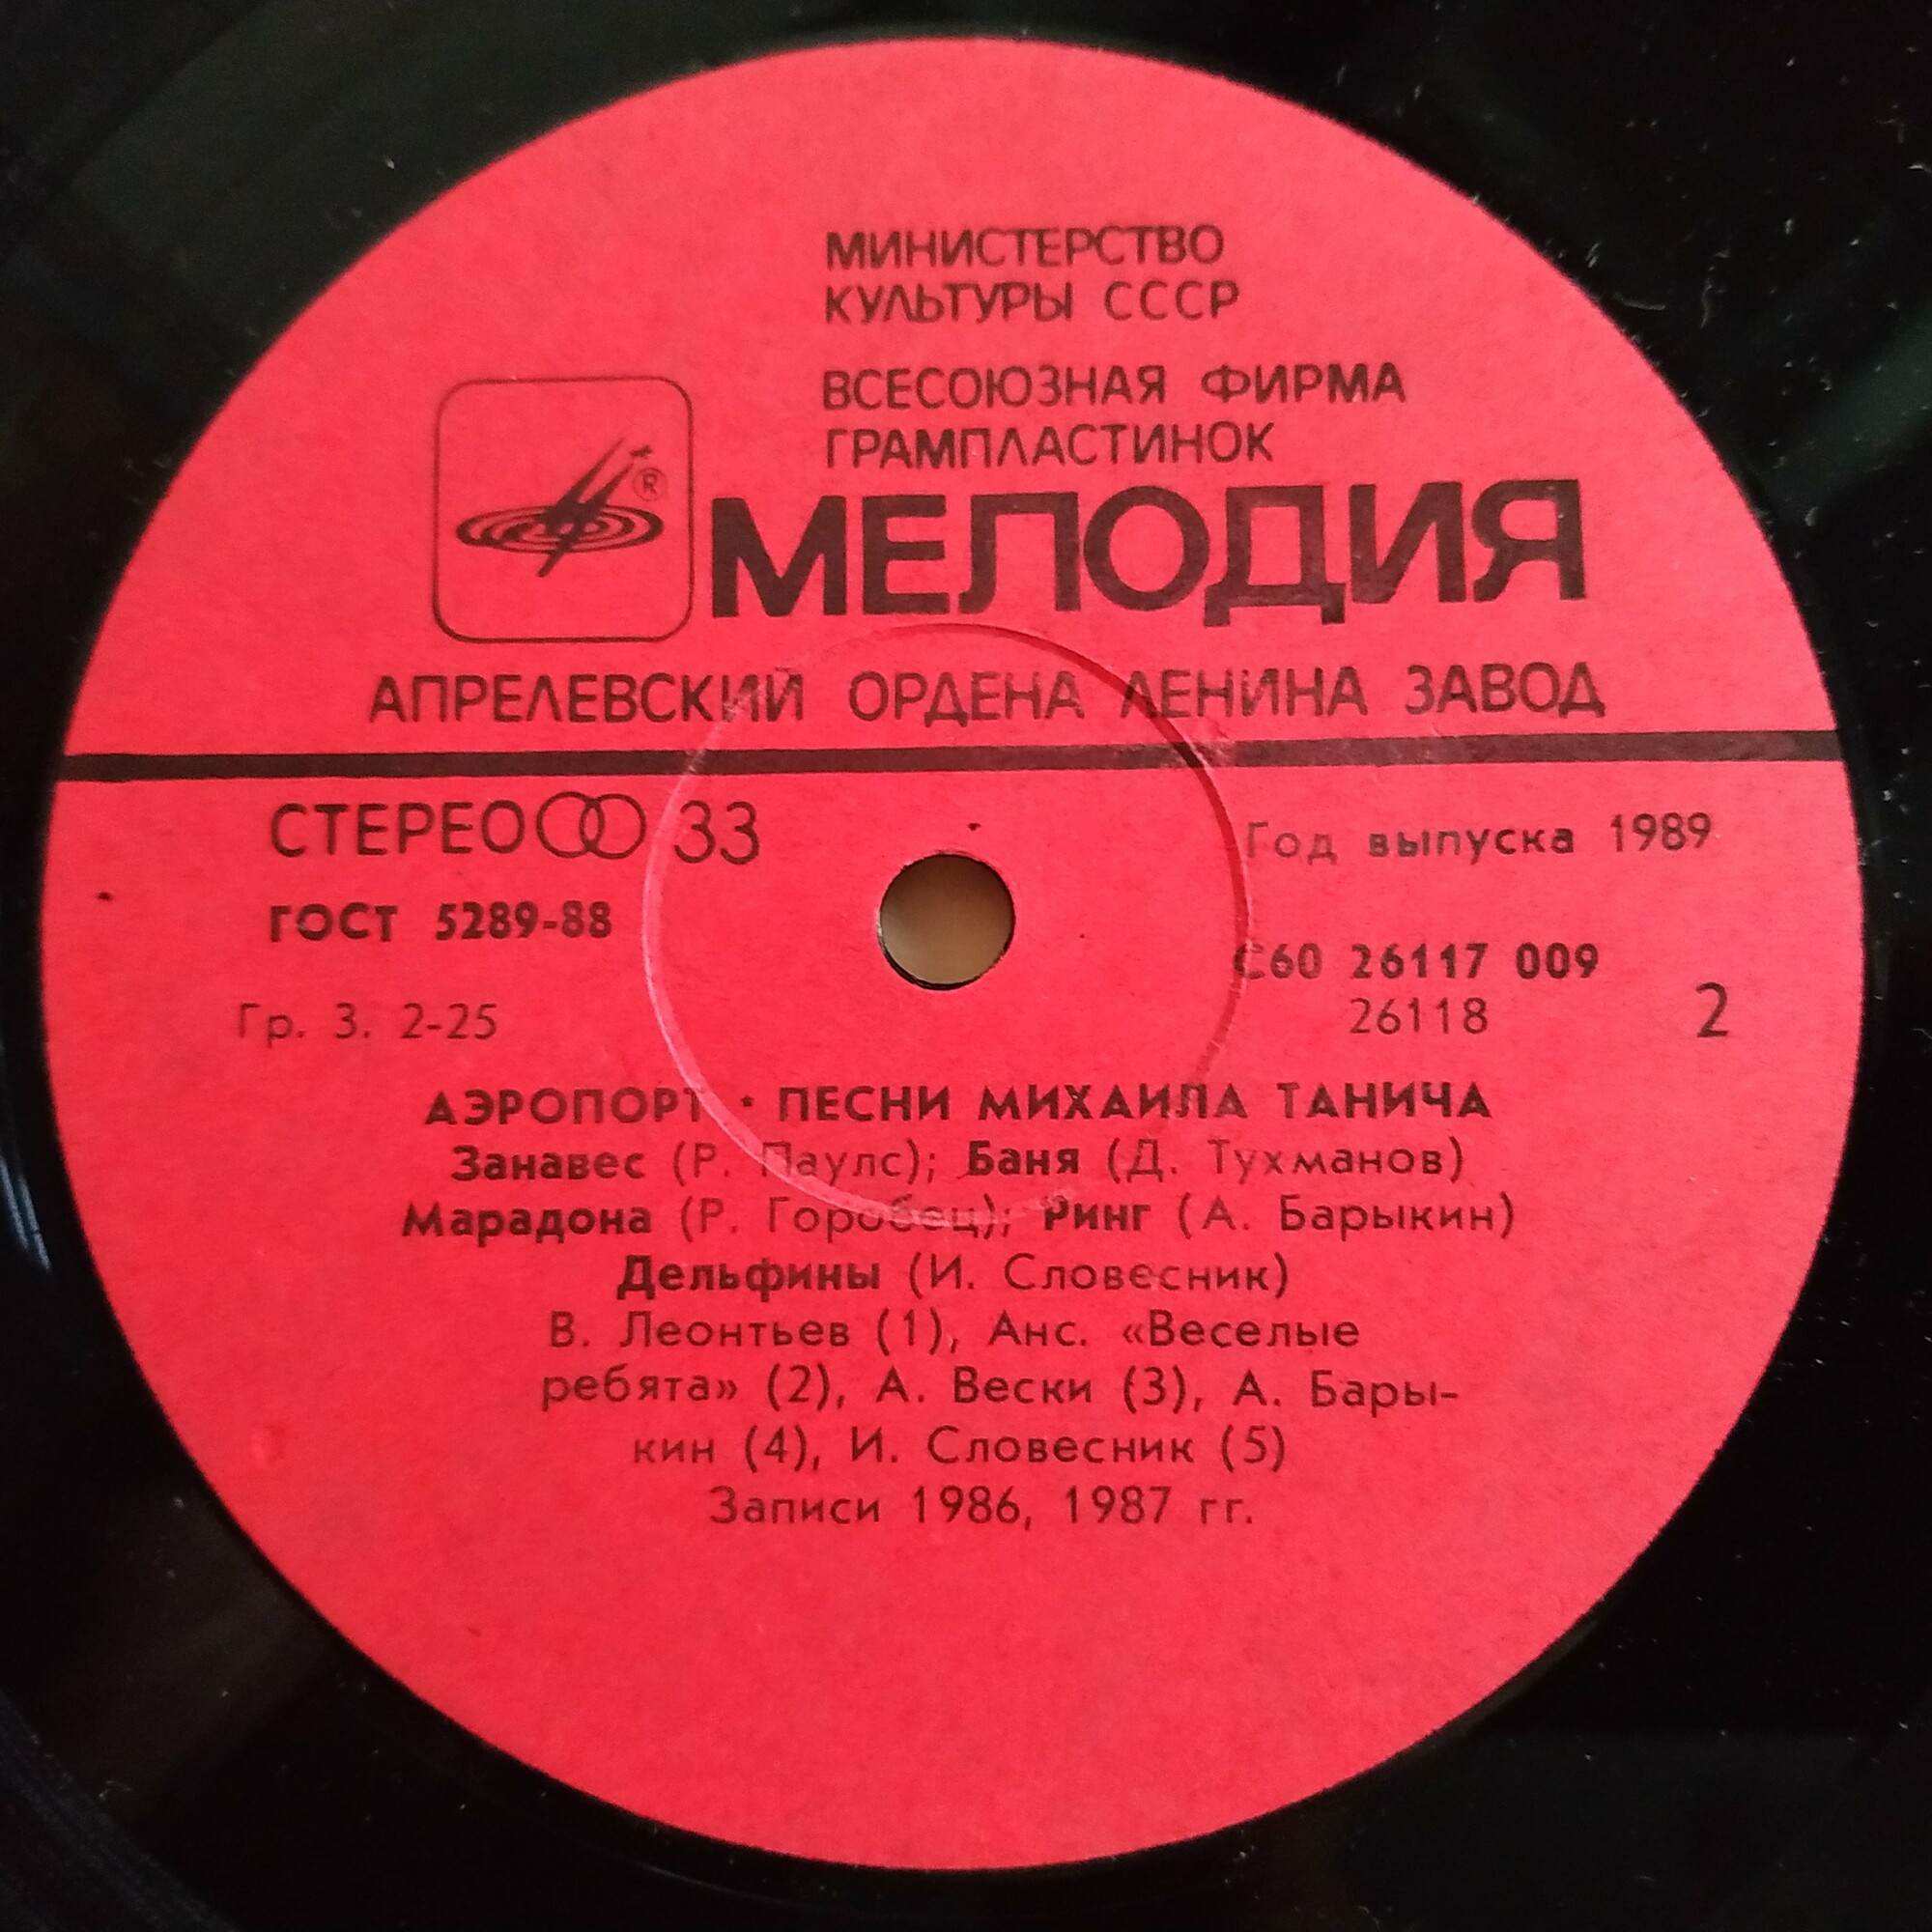 МИНИСТЕРСТВО
КУЛЬТУРЫ СССР
ВСЕСОЮЗНАЯ ФИРМА
ГРАМПЛАСТИНОК
®
МЕЛОДИЯ
АПРЕЛЕВСКИЙ ОРДЕНА ЛЕНИНА ЗАВОД
СТЕРЕО 33
Год выпуска 1989
ГОСТ 5289-88
С60 26117 009
Гр. 3. 2-25
26118
2
АЭРОПОРТ • ПЕСНИ МИХАИЛА ТАНИЧА
Занавес (Р. Паулс); Баня (Д. Тухманов)
Марадона (Р. Горобец); Ринг (А. Барыкин)
Дельфины (И. Словесник)
В. Леонтьев (1), Анс. «Веселые
ребята» (2), А. Вески (3), А. Бары-
кин (4), И. Словесник (5)
Записи 1986, 1987 гг.